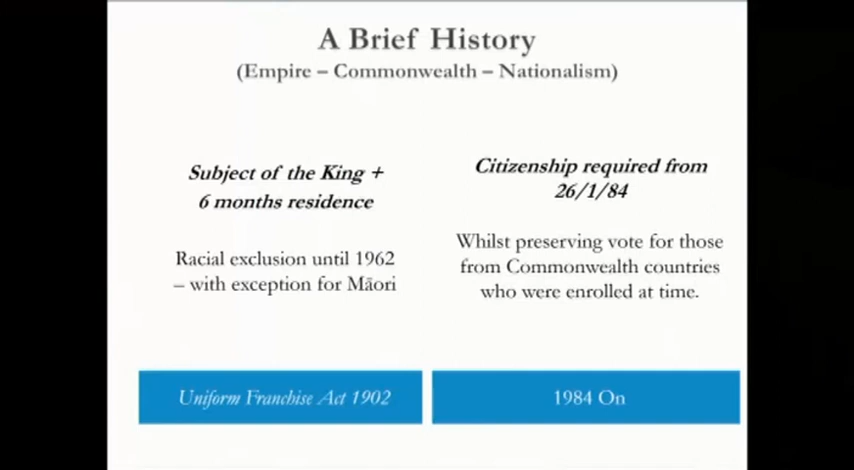 A Brief History
(Empire – Commonwealth – Nationalism)
Subject of the King +
6 months residence
Racial exclusion until 1962
– with exception for Māori
Uniform Franchise Act 1902
Citizenship required from
26/1/84
Whilst preserving vote for those
from Commonwealth countries
who were enrolled at time.
1984 On